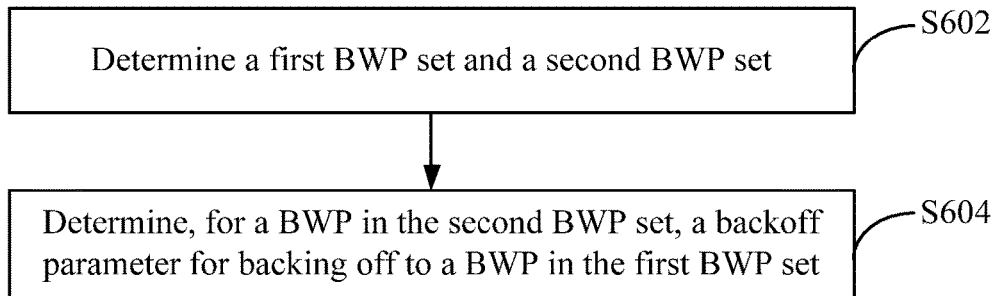 S602
Determine a first BWP set and a second BWP set
S604
Determine, for a BWP in the second BWP set, a backoff
parameter for backing off to a BWP in the first BWP set